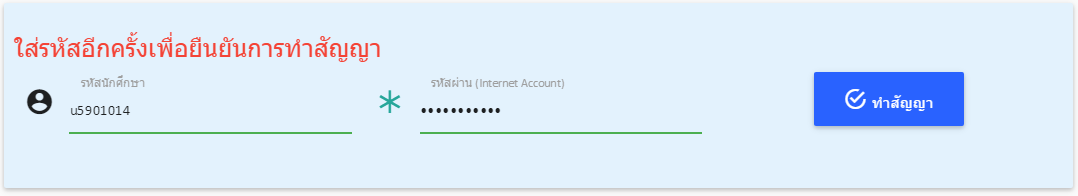 ใส่รหัสอีกครั้งเพื่อยืนยันการทำสัญญา
รหัสนักศึกษา
u5901014
รหัสผ่าน (Internet Account)
•••••••••••
ทำสัญญา